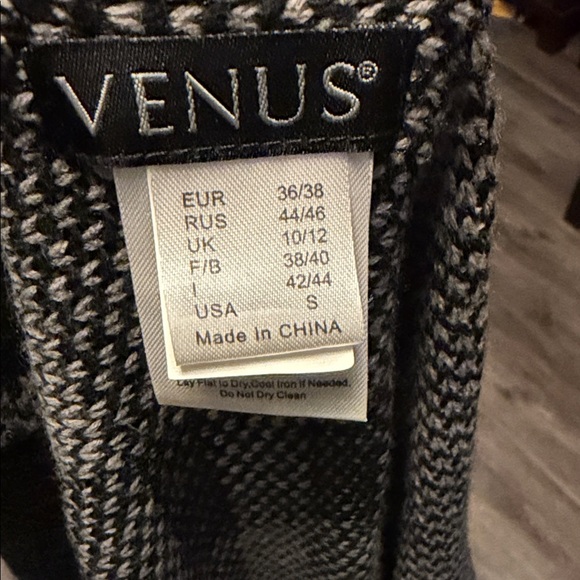 VENUS®
EUR 36/38
RUS 44/46
UK 10/12
F/B 38/40
I 42/44
USA S
Made In CHINA
Lay Flat to Dry,Cool Iron If Needed,
Do Not Dry Clean